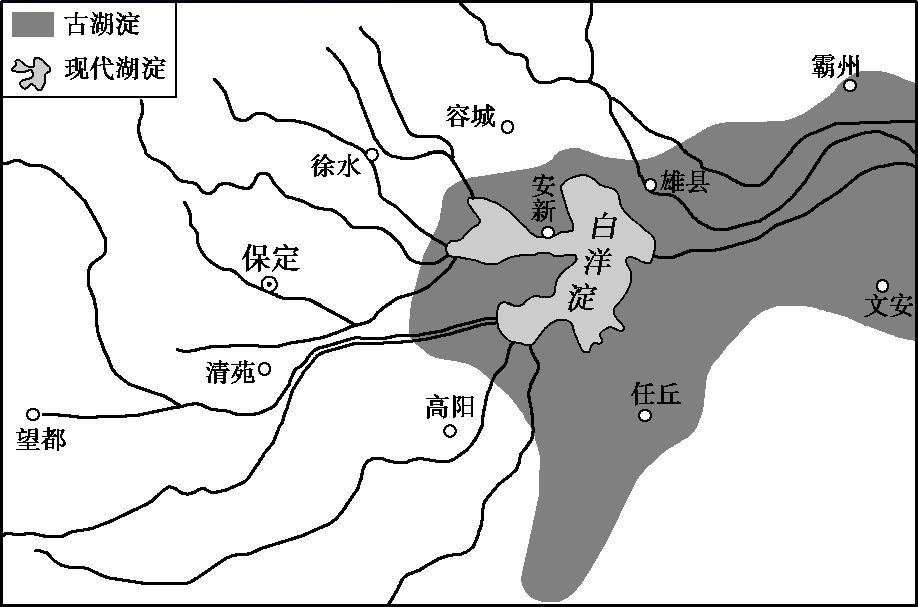 古湖淀
现代湖淀
霸州
容城
徐水
雄县
安
新
白
洋
淀
保定
文安
清苑
任丘
高阳
望都